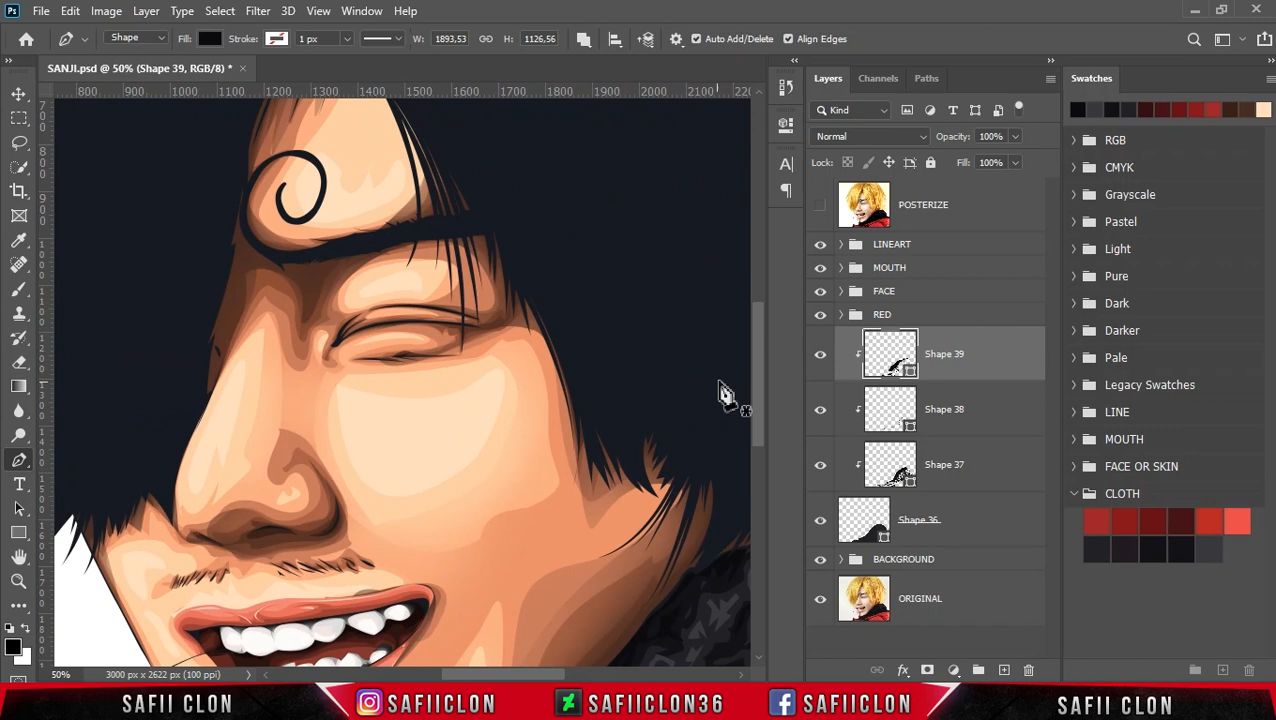 Ps File Edit Image Layer Type Select Filter 3D View Window Help
Shape Fill: Stroke: 1 px W: 1893,53 H: 1126,56 Auto Add/Delete Align Edges
SANJI.psd @ 50% (Shape 39, RGB/8) *
800 900 1000 1100 1200 1300 1400 1500 1600 1700 1800 1900 2000 2100 220
Layers Channels Paths
Kind
Normal Opacity: 100%
Lock: Fill: 100%
POSTERIZE
LINEART
MOUTH
FACE
RED
Shape 39
Shape 38
Shape 37
Shape 36
BACKGROUND
ORIGINAL
Swatches
RGB
CMYK
Grayscale
Pastel
Light
Pure
Dark
Darker
Pale
Legacy Swatches
LINE
MOUTH
FACE OR SKIN
CLOTH
50% 3000 px x 2622 px (100 ppi)
SAFII CLON SAFIICLON SAFIICLON36 SAFIICLON SAFII CLON